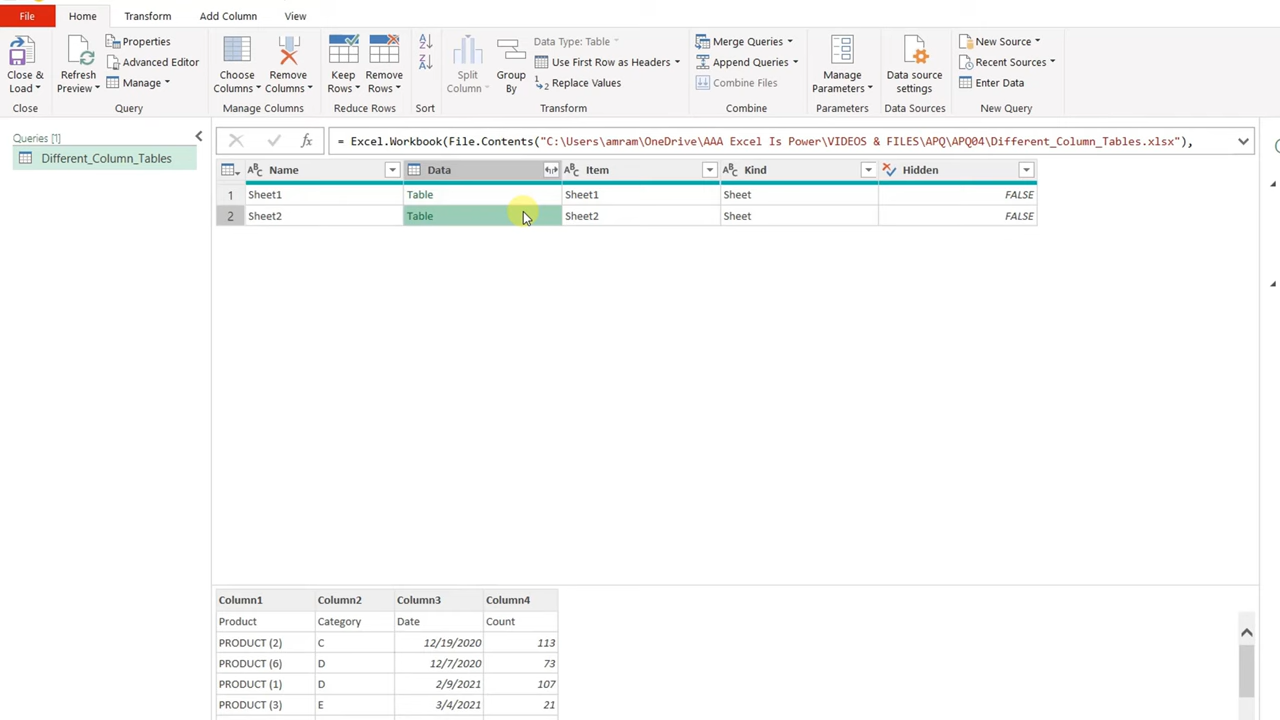 File Home Transform Add Column View
Close & Load Refresh Preview Properties Advanced Editor Manage Choose Columns Remove Columns Keep Rows Remove Rows Split Column Group By Data Type: Table Use First Row as Headers Replace Values Merge Queries Append Queries Combine Files Manage Parameters Data source settings New Source Recent Sources Enter Data
Close Query Manage Columns Reduce Rows Sort Transform Combine Parameters Data Sources New Query
Queries [1]
Different_Column_Tables
fx = Excel.Workbook(File.Contents("C:\Users\amram\OneDrive\AAA Excel Is Power\VIDEOS & FILES\APQ\APQ04\Different_Column_Tables.xlsx"),
Name Data Item Kind Hidden
1 Sheet1 Table Sheet1 Sheet FALSE
2 Sheet2 Table Sheet2 Sheet FALSE
Column1 Column2 Column3 Column4
Product Category Date Count
PRODUCT (2) C 12/19/2020 113
PRODUCT (6) D 12/7/2020 73
PRODUCT (1) D 2/9/2021 107
PRODUCT (3) E 3/4/2021 21